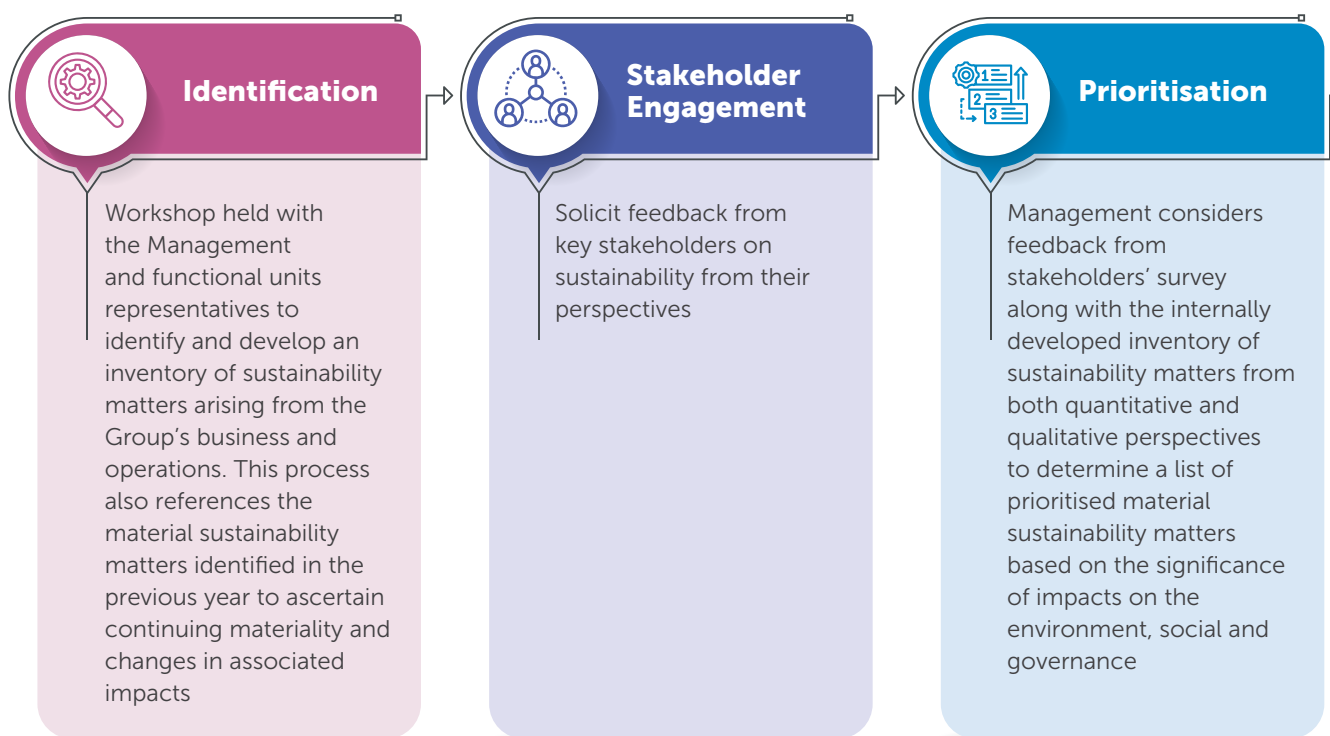 Identification
Workshop held with
the Management
and functional units
representatives to
identify and develop an
inventory of sustainability
matters arising from the
Group's business and
operations. This process
also references the
material sustainability
matters identified in the
previous year to ascertain
continuing materiality and
changes in associated
impacts
Stakeholder
Engagement
Solicit feedback from
key stakeholders on
sustainability from their
perspectives
1
2
3
Prioritisation
Management considers
feedback from
stakeholders' survey
along with the internally
developed inventory of
sustainability matters from
both quantitative and
qualitative perspectives
to determine a list of
prioritised material
sustainability matters
based on the significance
of impacts on the
environment, social and
governance